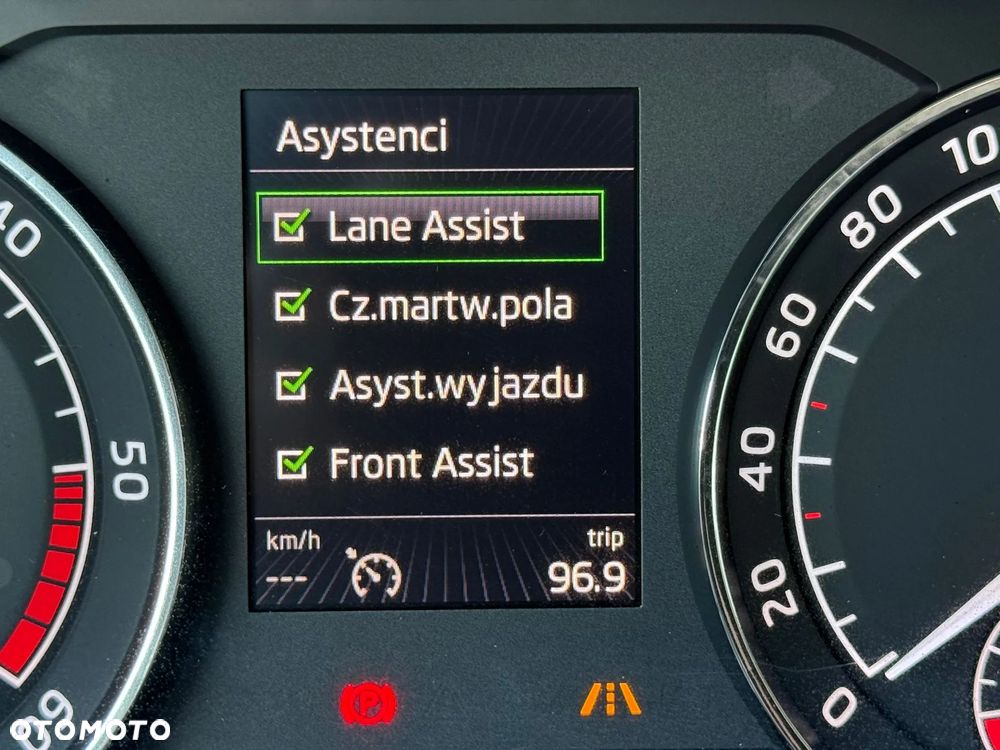 Asystenci
Lane Assist
Cz.martw.pola
Asyst.wyjazdu
Front Assist
km/h
trip
---
96.9
40
50
60
100
80
60
40
20
0
P
OTOMOTO